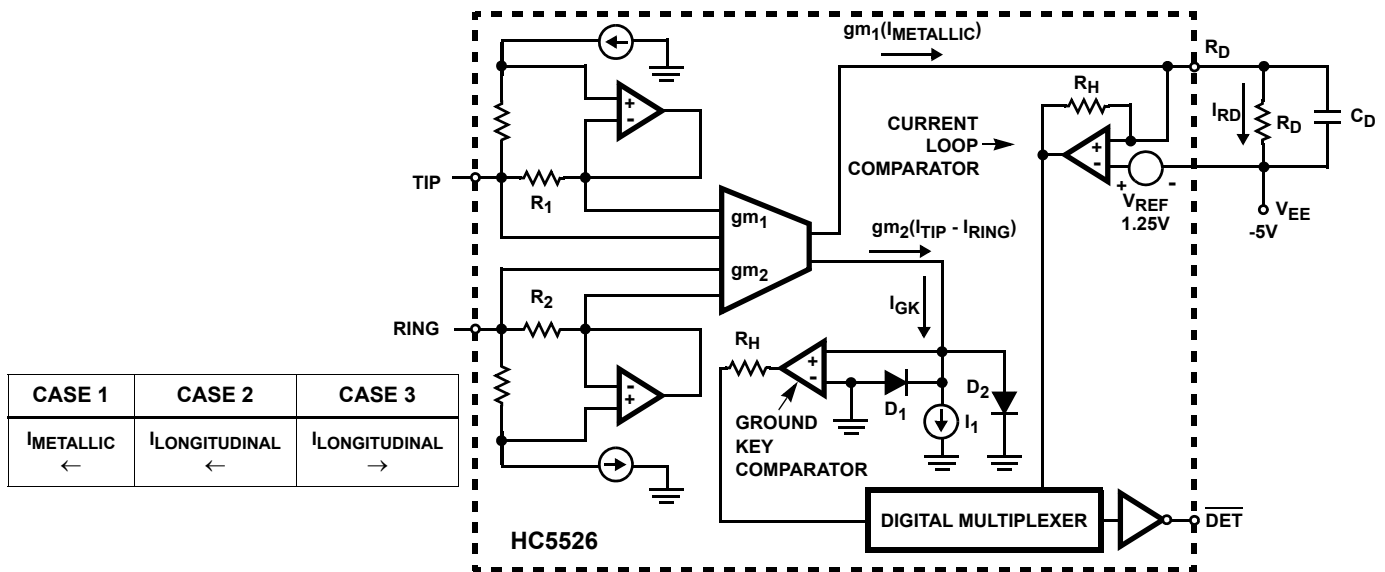 gm1(IMETALLIC)
RD
RH
+
-
CURRENT
LOOP
COMPARATOR
+
-
+ -
VREF
1.25V
IRD
RD
CD
VEE
-5V
TIP
R1
gm1
gm2
gm2(ITIP - IRING)
IGK
RING
R2
-
+
RH
+
-
D1
D2
I1
GROUND
KEY
COMPARATOR
DIGITAL MULTIPLEXER
DET
HC5526
CASE 1 CASE 2 CASE 3
IMETALLIC ILONGITUDINAL ILONGITUDINAL
← ← →